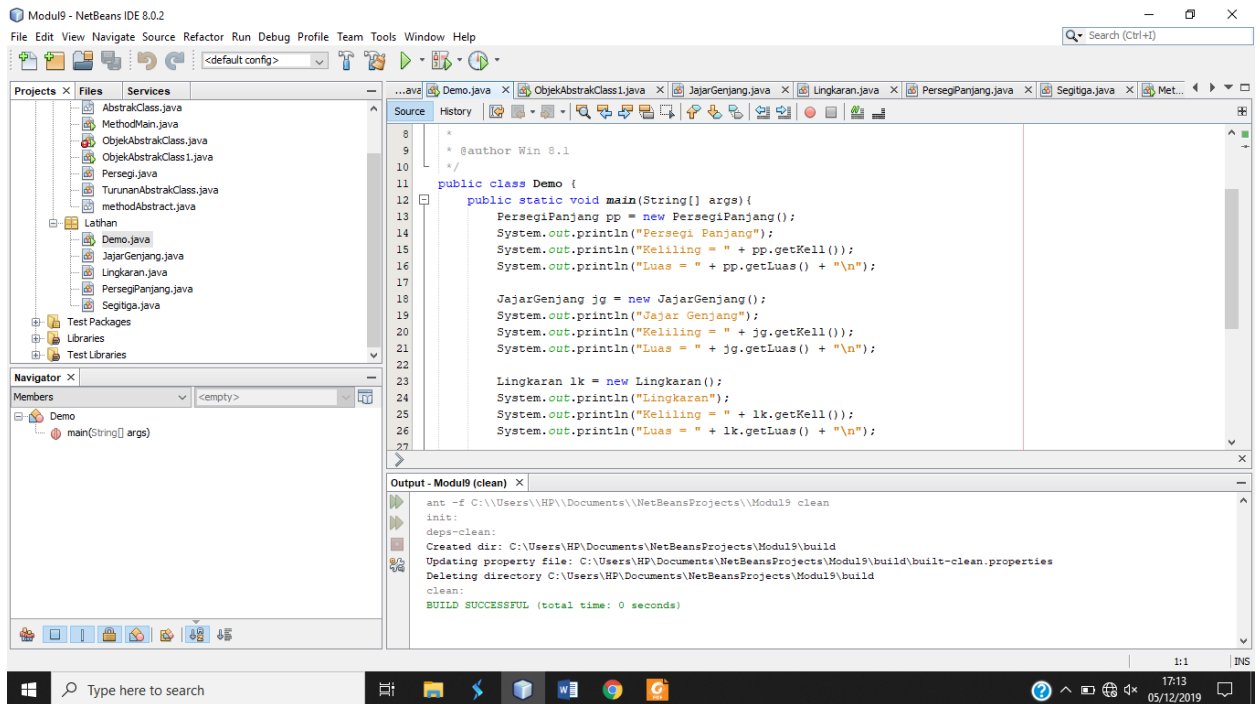 Modul9 - NetBeans IDE 8.0.2
File Edit View Navigate Source Refactor Run Debug Profile Team Tools Window Help
Search (Ctrl+I)
<default config>
Projects Files Services
AbstrakClass.java
MethodMain.java
ObjekAbstrakClass.java
ObjekAbstrakClass1.java
Persegi.java
TurunanAbstrakClass.java
methodAbstract.java
Latihan
Demo.java
JajarGenjang.java
Lingkaran.java
PersegiPanjang.java
Segitiga.java
Test Packages
Libraries
Test Libraries
Navigator
Members <empty>
Demo
main(String[] args)
...ava Demo.java ObjekAbstrakClass1.java JajarGenjang.java Lingkaran.java PersegiPanjang.java Segitiga.java Met...
Source History
8 *
9 * @author Win 8.1
10 */
11 public class Demo {
12 public static void main(String[] args){
13 PersegiPanjang pp = new PersegiPanjang();
14 System.out.println("Persegi Panjang");
15 System.out.println("Keliling = " + pp.getKell());
16 System.out.println("Luas = " + pp.getLuas() + "\n");
17
18 JajarGenjang jg = new JajarGenjang();
19 System.out.println("Jajar Genjang");
20 System.out.println("Keliling = " + jg.getKell());
21 System.out.println("Luas = " + jg.getLuas() + "\n");
22
23 Lingkaran lk = new Lingkaran();
24 System.out.println("Lingkaran");
25 System.out.println("Keliling = " + lk.getKell());
26 System.out.println("Luas = " + lk.getLuas() + "\n");
27
Output - Modul9 (clean)
ant -f C:\\Users\\HP\\Documents\\NetBeansProjects\\Modul9 clean
init:
deps-clean:
Created dir: C:\Users\HP\Documents\NetBeansProjects\Modul9\build
Updating property file: C:\Users\HP\Documents\NetBeansProjects\Modul9\build\built-clean.properties
Deleting directory C:\Users\HP\Documents\NetBeansProjects\Modul9\build
clean:
BUILD SUCCESSFUL (total time: 0 seconds)
1:1 INS
Type here to search
17:13
05/12/2019